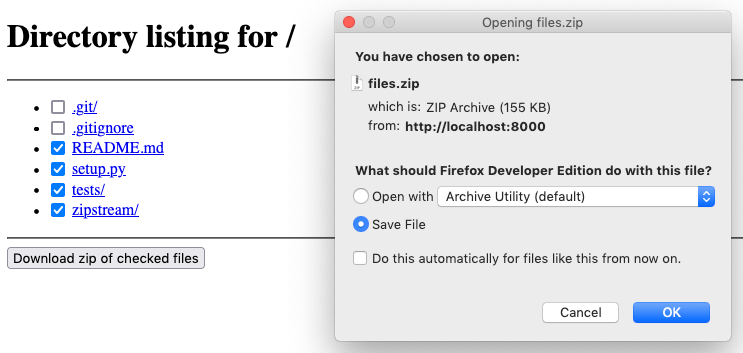 Directory listing for /
.git/
.gitignore
README.md
setup.py
tests/
zipstream/
Download zip of checked files
Opening files.zip
You have chosen to open:
ZIP
files.zip
which is: ZIP Archive (155 KB)
from: http://localhost:8000
What should Firefox Developer Edition do with this file?
Open with Archive Utility (default)
Save File
Do this automatically for files like this from now on.
Cancel OK